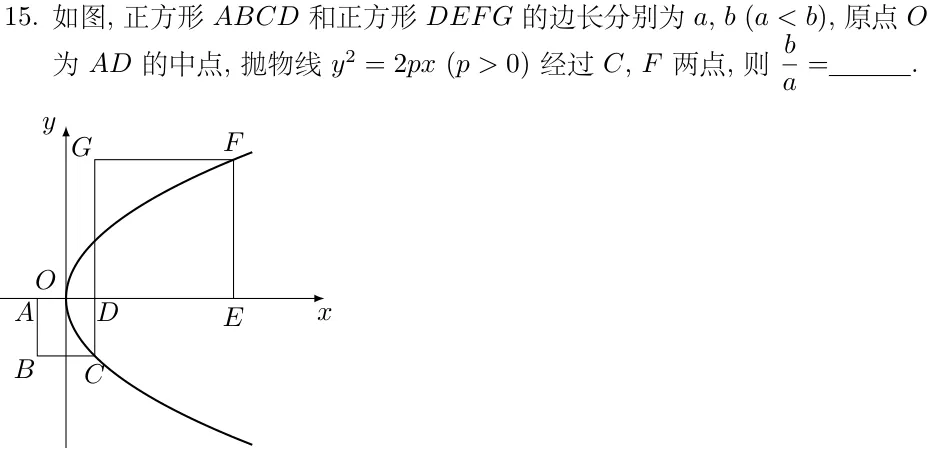 15. 如图, 正方形 ABCD 和正方形 DEFG 的边长分别为 a, b (a < b), 原点 O
为 AD 的中点, 抛物线 y² = 2px (p > 0) 经过 C, F 两点, 则 b/a =______.
y
G
F
O
A
D
E
x
B
C